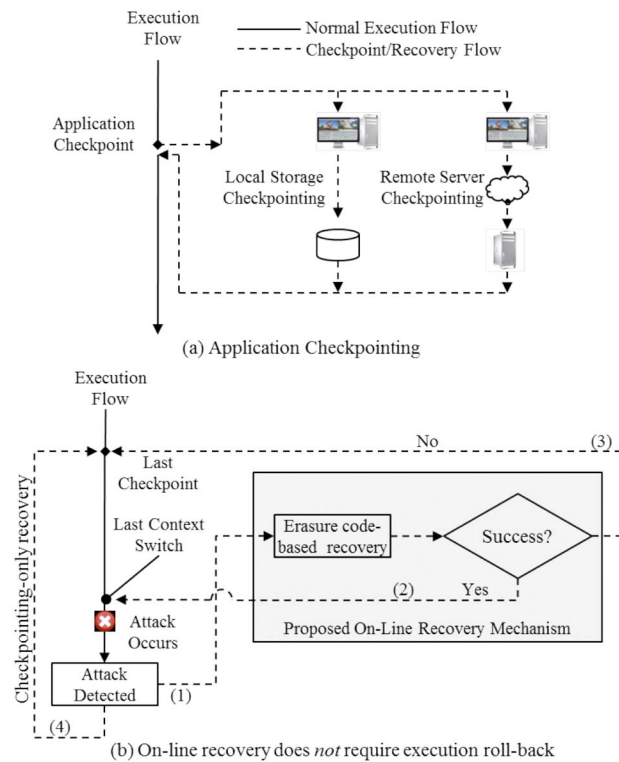 Execution
Flow
Normal Execution Flow
Checkpoint/Recovery Flow
Application
Checkpoint
Local Storage
Checkpointing
Remote Server
Checkpointing
(a) Application Checkpointing
Execution
Flow
No
(3)
Last
Checkpoint
Checkpointing-only recovery
Last Context
Switch
Erasure code-
based recovery
Success?
(2)
Yes
Attack
Occurs
Proposed On-Line Recovery Mechanism
Attack
Detected
(1)
(4)
(b) On-line recovery does not require execution roll-back